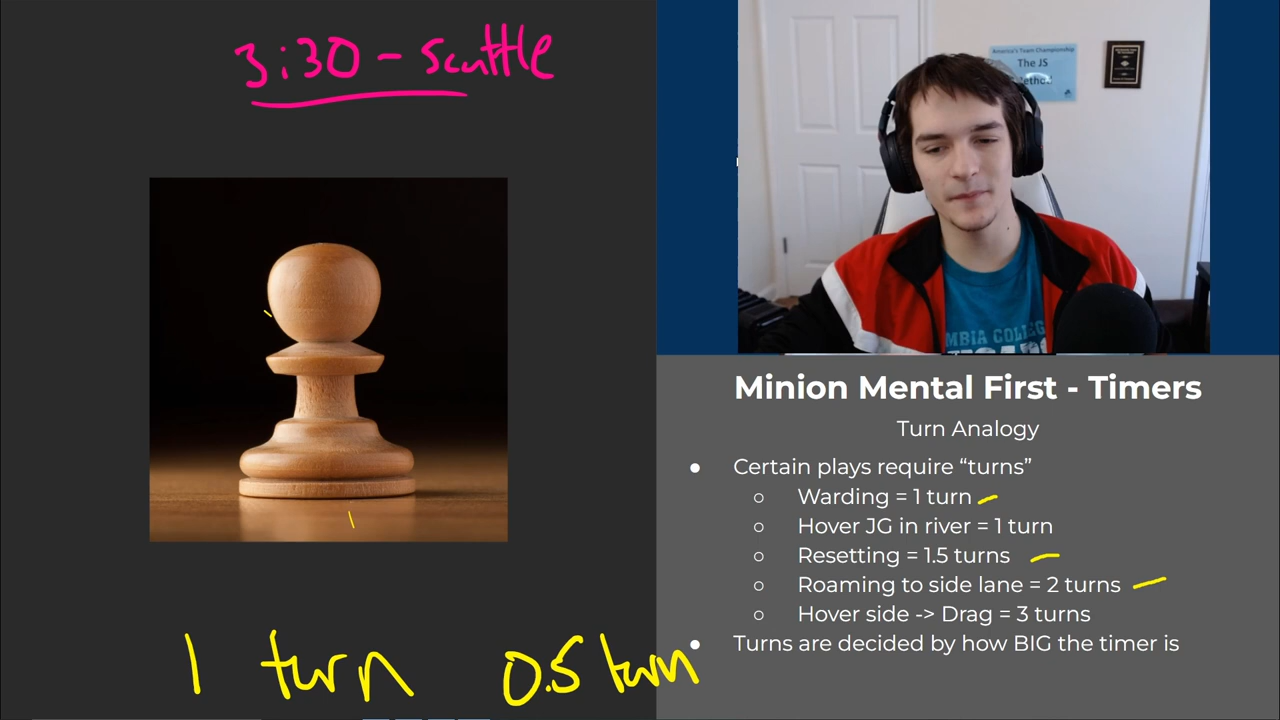 3:30 - scuttle
America's Team Championship
The JS
Method
Minion Mental First - Timers
Turn Analogy
● Certain plays require “turns”
○ Warding = 1 turn
○ Hover JG in river = 1 turn
○ Resetting = 1.5 turns
○ Roaming to side lane = 2 turns
○ Hover side -> Drag = 3 turns
● Turns are decided by how BIG the timer is
1 turn 0.5 turn